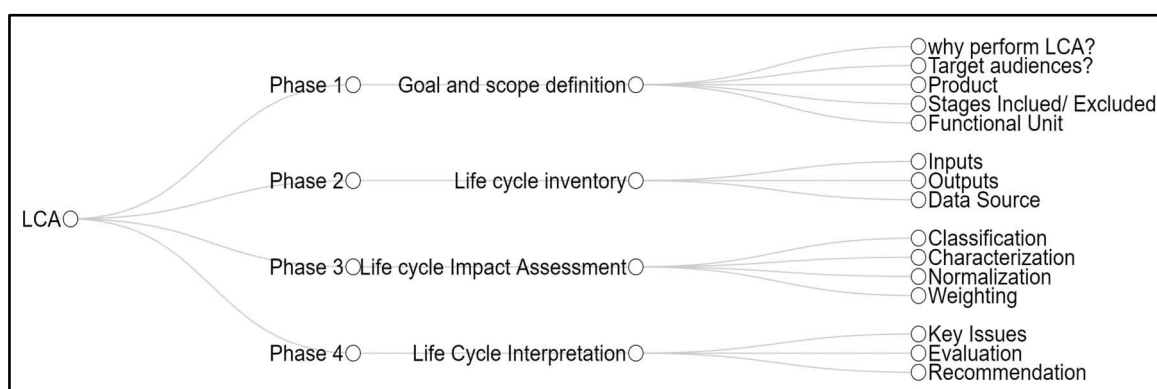 LCA
Phase 1
Goal and scope definition
why perform LCA?
Target audiences?
Product
Stages Inclued/ Excluded
Functional Unit
Phase 2
Life cycle inventory
Inputs
Outputs
Data Source
Phase 3
Life cycle Impact Assessment
Classification
Characterization
Normalization
Weighting
Phase 4
Life Cycle Interpretation
Key Issues
Evaluation
Recommendation